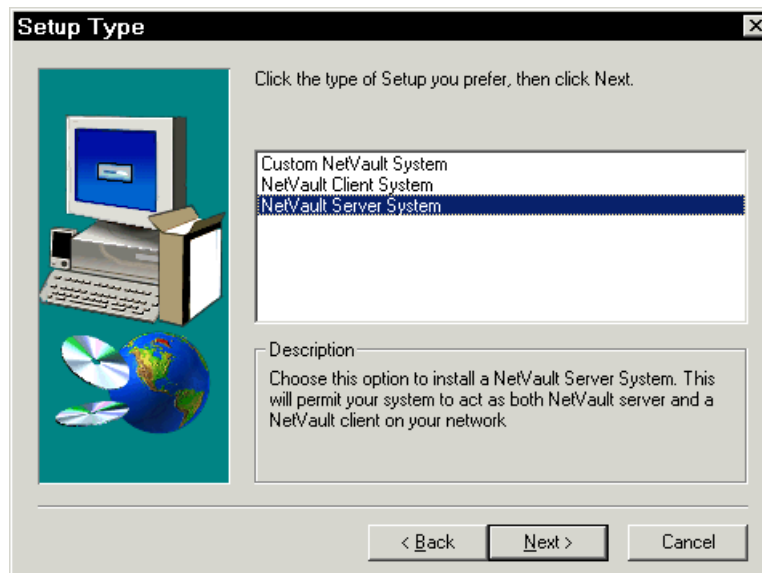 Setup Type
Click the type of Setup you prefer, then click Next.
Custom NetVault System
NetVault Client System
NetVault Server System
Description
Choose this option to install a NetVault Server System. This
will permit your system to act as both NetVault server and a
NetVault client on your network
< Back
Next >
Cancel